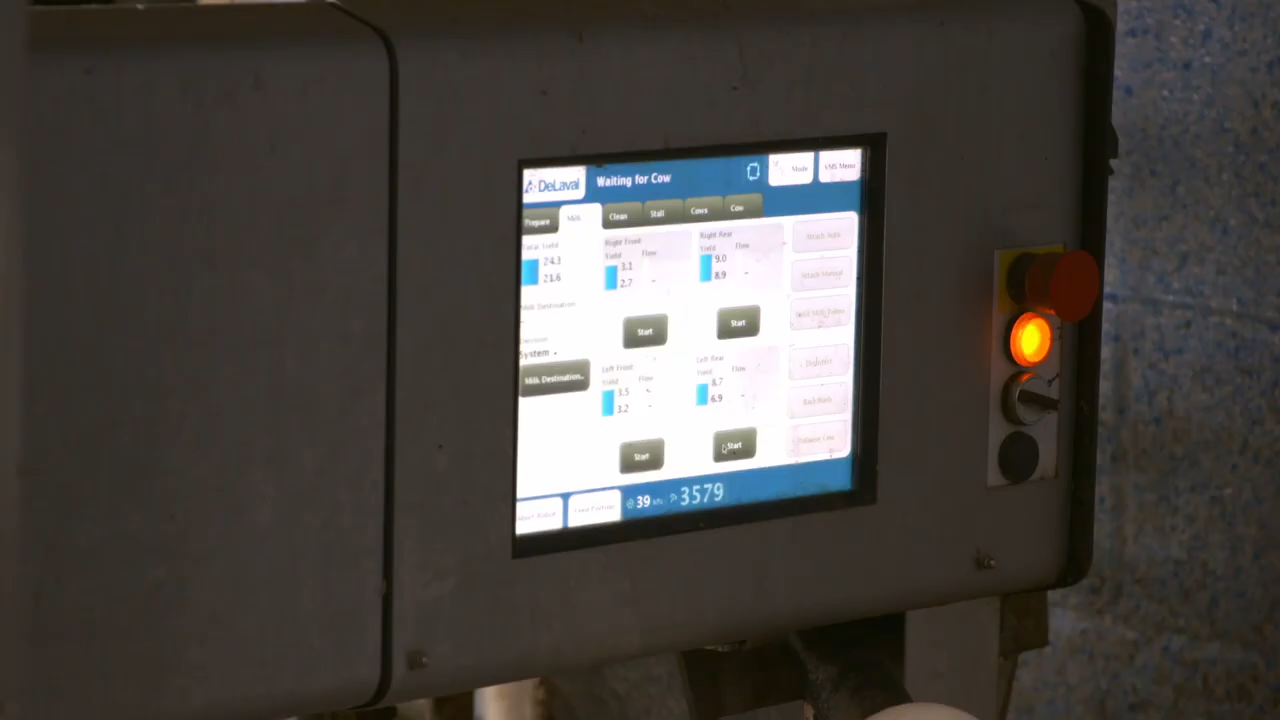 DeLaval
Waiting for Cow
Mode
VMS Menu
Prepare
Milk
Clean
Stall
Cows
Cow
Total Yield
24.3
21.6
Right Front
Yield Flow
3.1
2.7 -
Right Rear
Yield Flow
9.0
8.9 -
Attach Auto
Attach Manual
Milk Destination
-
Start
Start
Division
System -
Milk Destination...
Left Front
Yield Flow
3.5 -
3.2 -
Left Rear
Yield Flow
8.7
6.9 -
Start
Start
Feed Portion
39 kPa
3579